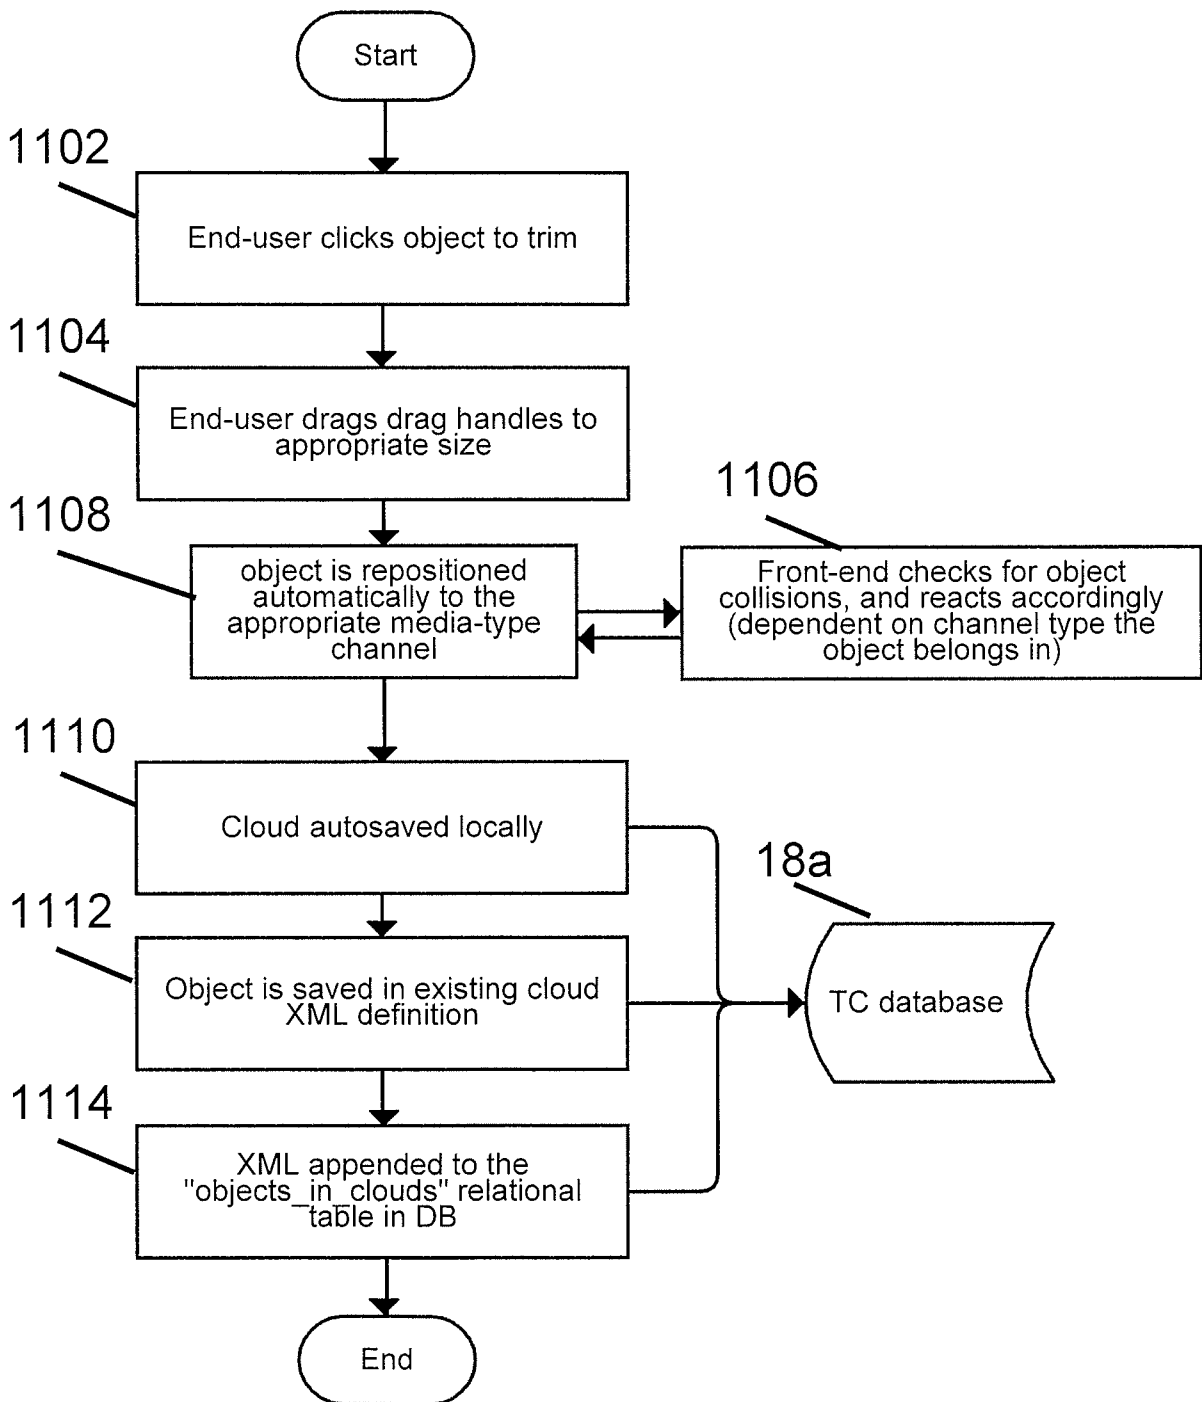 Start
1102
End-user clicks object to trim
1104
End-user drags drag handles to
appropriate size
1108
object is repositioned
automatically to the
appropriate media-type
channel
1106
Front-end checks for object
collisions, and reacts accordingly
(dependent on channel type the
object belongs in)
1110
Cloud autosaved locally
18a
TC database
1112
Object is saved in existing cloud
XML definition
1114
XML appended to the
"objects_in_clouds" relational
table in DB
End